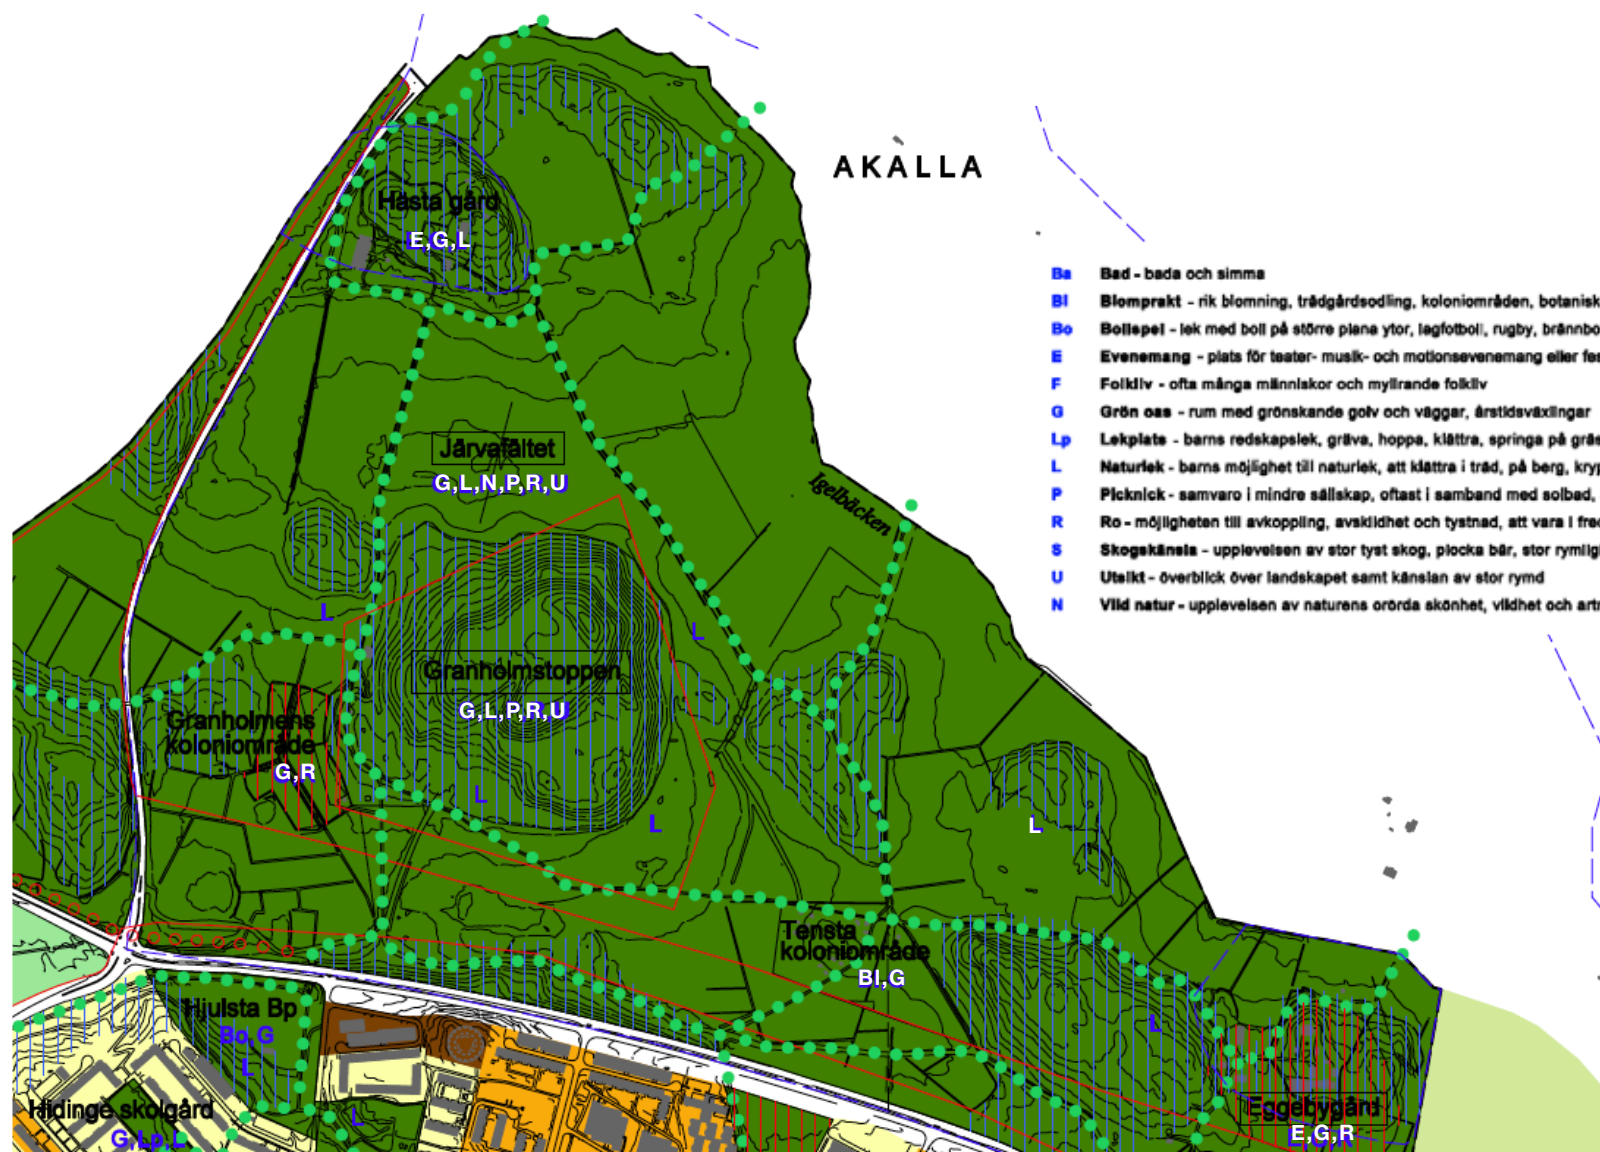 AKALLA
Hästa gård
E,G,L
Ba Bad - bada och simma
Bl Blomprakt - rik blomning, trädgårdsodling, koloniområden, botanisk
Bo Bollspel - lek med boll på större plana ytor, lagfotboll, rugby, brännbo
E Evenemang - plats för teater- musik- och motionsevenemang eller fes
F Folkliv - ofta många människor och myllrande folkliv
G Grön oas - rum med grönskande golv och väggar, årstidsväxlingar
Lp Lekplats - barns redskapslek, gräva, hoppa, klättra, springa på gräs
L Naturlek - barns möjlighet till naturlek, att klättra i träd, på berg, kryp
P Picknick - samvaro i mindre sällskap, oftast i samband med solbad,
R Ro - möjligheten till avkoppling, avskildhet och tystnad, att vara i fred
S Skogskänsla - upplevelsen av stor tyst skog, plocka bär, stor rymligh
U Utsikt - överblick över landskapet samt känslan av stor rymd
N Vild natur - upplevelsen av naturens orörda skönhet, vildhet och artr
Järvafältet
G,L,N,P,R,U
Igelbäcken
L
L
Granholmstoppen
G,L,P,R,U
Granholmens
koloniområde
G,R
L
L
L
Tensta
koloniområde
Bl,G
Hjulsta Bp
Bo,G
L
L
Hidinge skolgård
G,Lp,L
L
Eggebygård
E,G,R